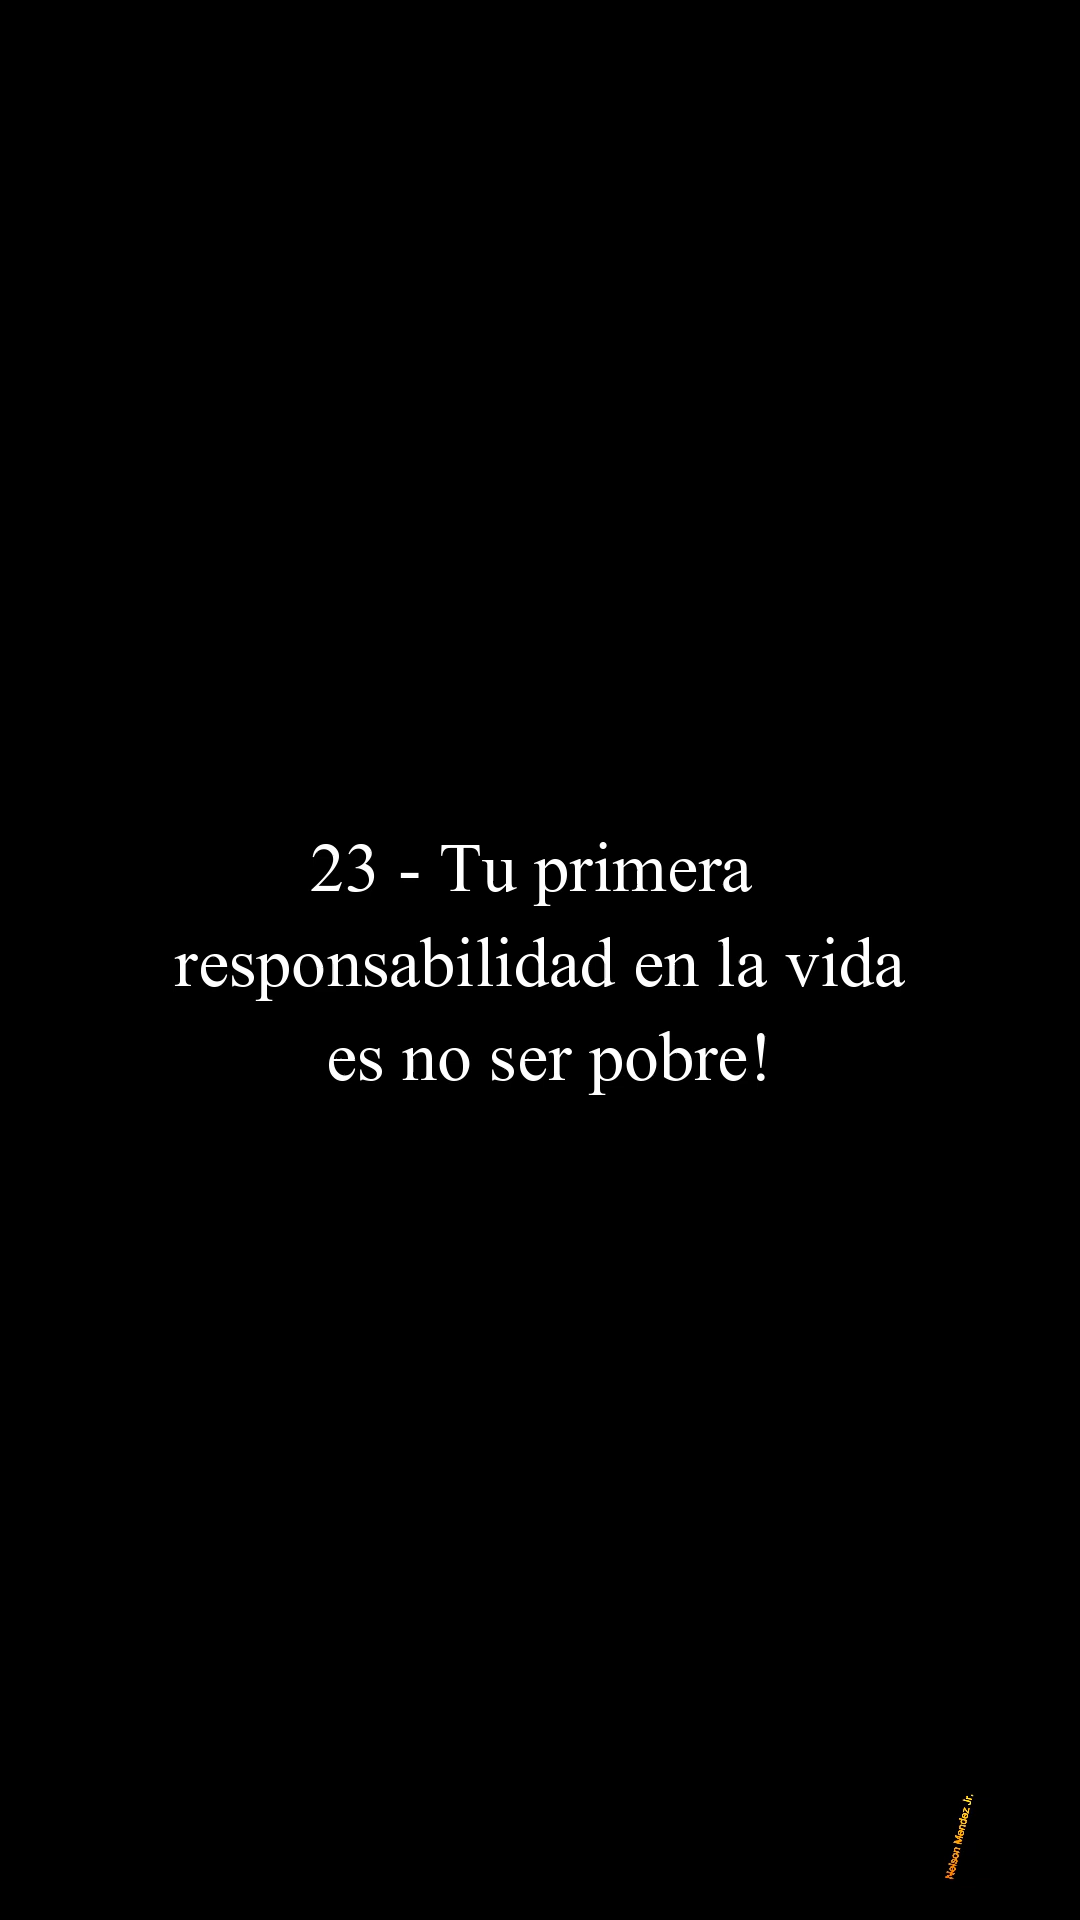 23 - Tu primera
responsabilidad en la vida
es no ser pobre!
Nelson Mendez Jr.